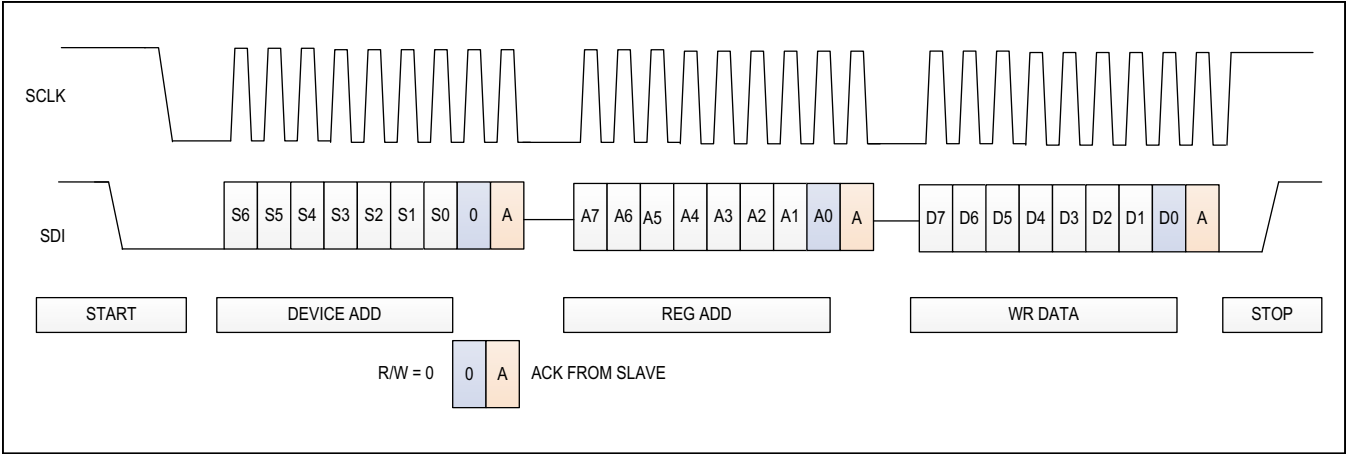 SCLK
SDI
S6 S5 S4 S3 S2 S1 S0 0 A A7 A6 A5 A4 A3 A2 A1 A0 A D7 D6 D5 D4 D3 D2 D1 D0 A
START DEVICE ADD REG ADD WR DATA STOP
R/W = 0 0 A ACK FROM SLAVE